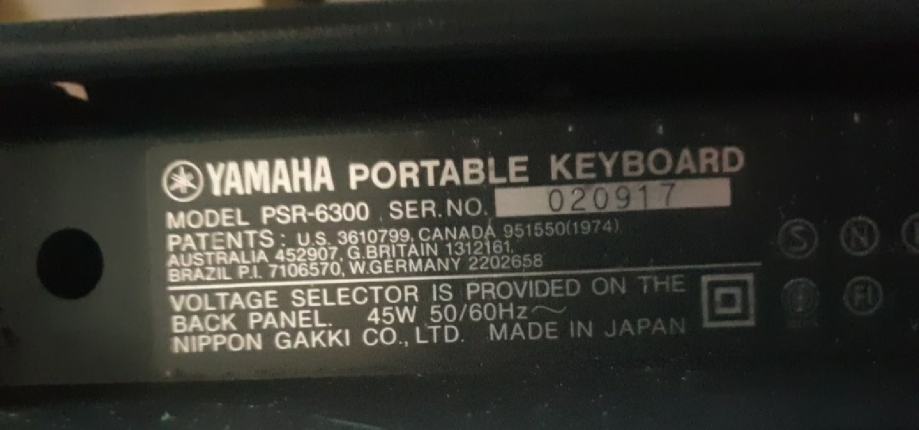 YAMAHA PORTABLE KEYBOARD
MODEL PSR-6300 SER.NO. 020917
PATENTS: U.S. 3610799, CANADA 951550(1974)
AUSTRALIA 452907, G.BRITAIN 1312161,
BRAZIL P.I. 7106570, W.GERMANY 2202658
VOLTAGE SELECTOR IS PROVIDED ON THE
BACK PANEL. 45W 50/60Hz～
NIPPON GAKKI CO., LTD. MADE IN JAPAN
S N
FI